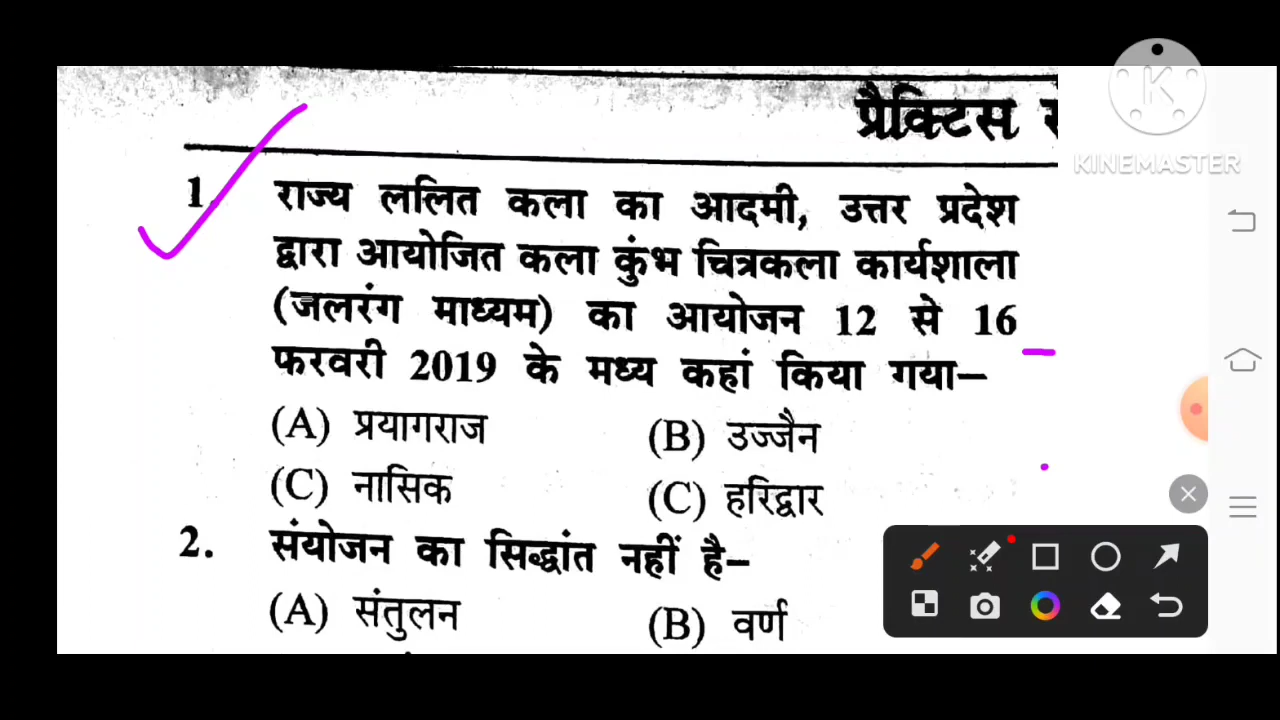 KINEMASTER
प्रैक्टिस
1. राज्य ललित कला का आदमी, उत्तर प्रदेश
द्वारा आयोजित कला कुंभ चित्रकला कार्यशाला
(जलरंग माध्यम) का आयोजन 12 से 16
फरवरी 2019 के मध्य कहां किया गया–
(A) प्रयागराज (B) उज्जैन
(C) नासिक (C) हरिद्वार
2. संयोजन का सिद्धांत नहीं है–
(A) संतुलन (B) वर्ण